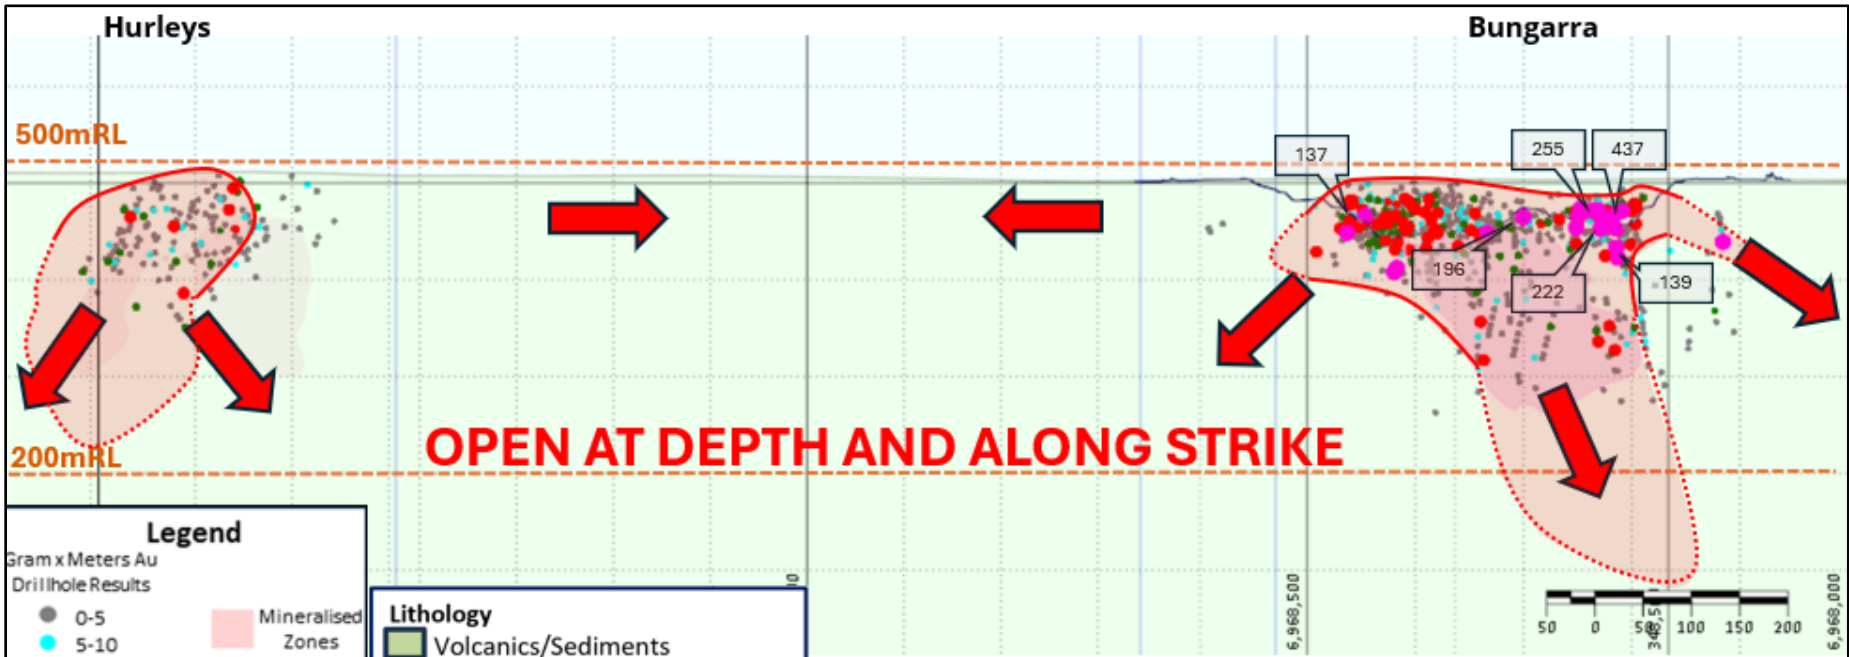 Hurleys
Bungarra
500mRL
137
255
437
196
222
139
OPEN AT DEPTH AND ALONG STRIKE
200mRL
Legend
Gram x Meters Au
Drillhole Results
0-5
5-10
Mineralised
Zones
Lithology
Volcanics/Sediments
6,968,500
6,968,000
50 0 50 100 150 200